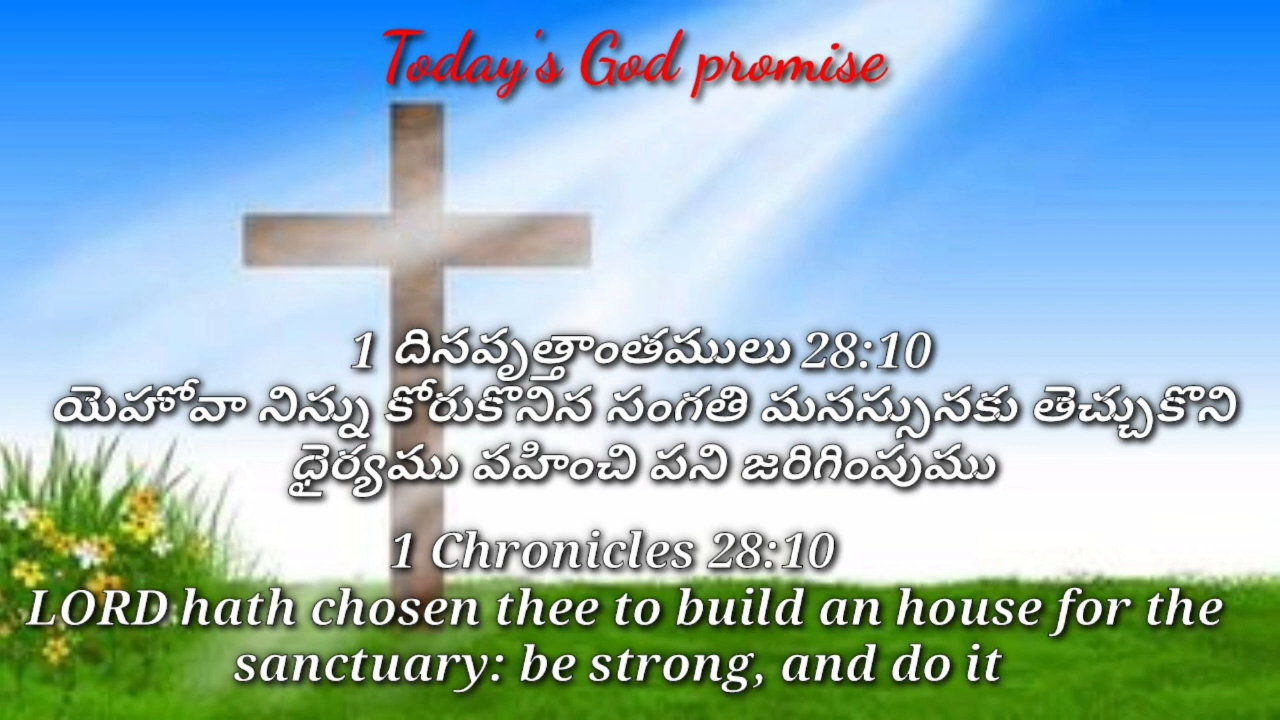 Today's God promise
1 దినవృత్తాంతములు 28:10
యెహోవా నిన్ను కోరుకొనిన సంగతి మనస్సునకు తెచ్చుకొని
ధైర్యము వహించి పని జరిగింపుము
1 Chronicles 28:10
LORD hath chosen thee to build an house for the
sanctuary: be strong, and do it